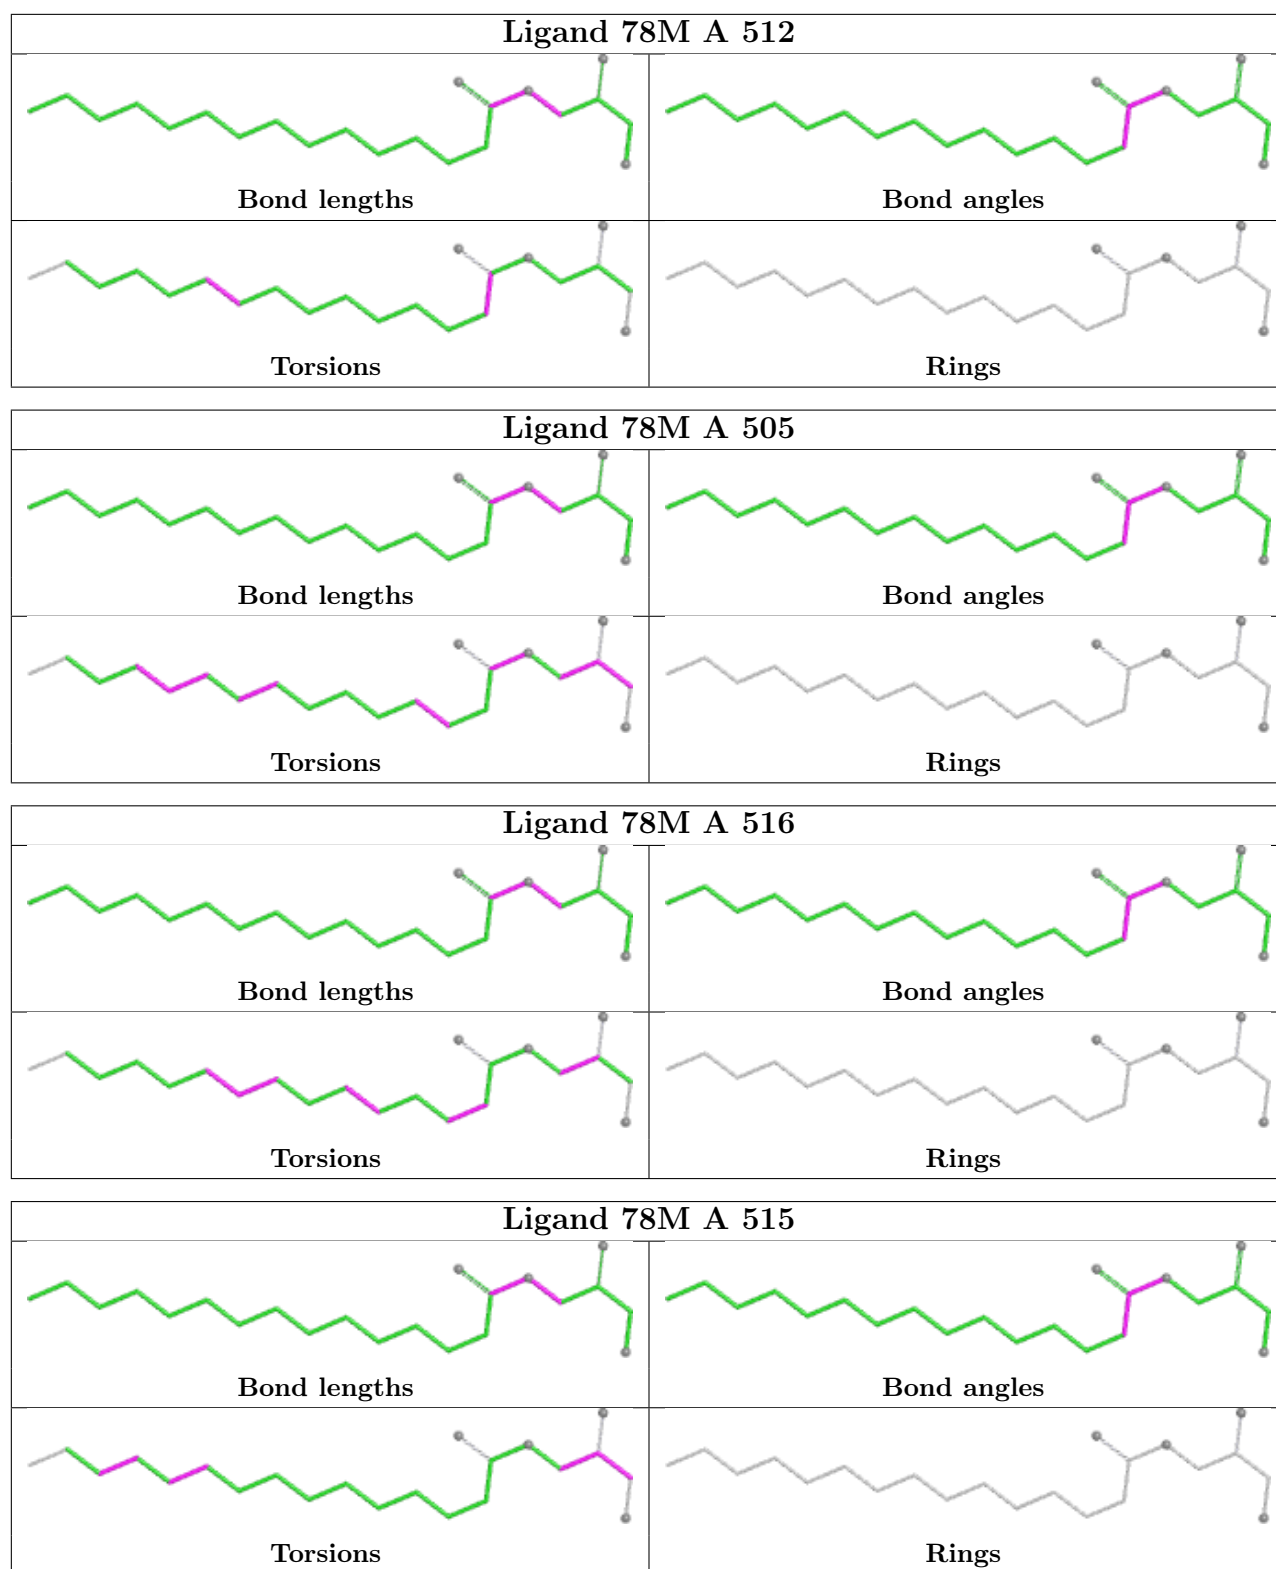 Ligand 78M A 512
Bond lengths
Bond angles
Torsions
Rings
Ligand 78M A 505
Bond lengths
Bond angles
Torsions
Rings
Ligand 78M A 516
Bond lengths
Bond angles
Torsions
Rings
Ligand 78M A 515
Bond lengths
Bond angles
Torsions
Rings